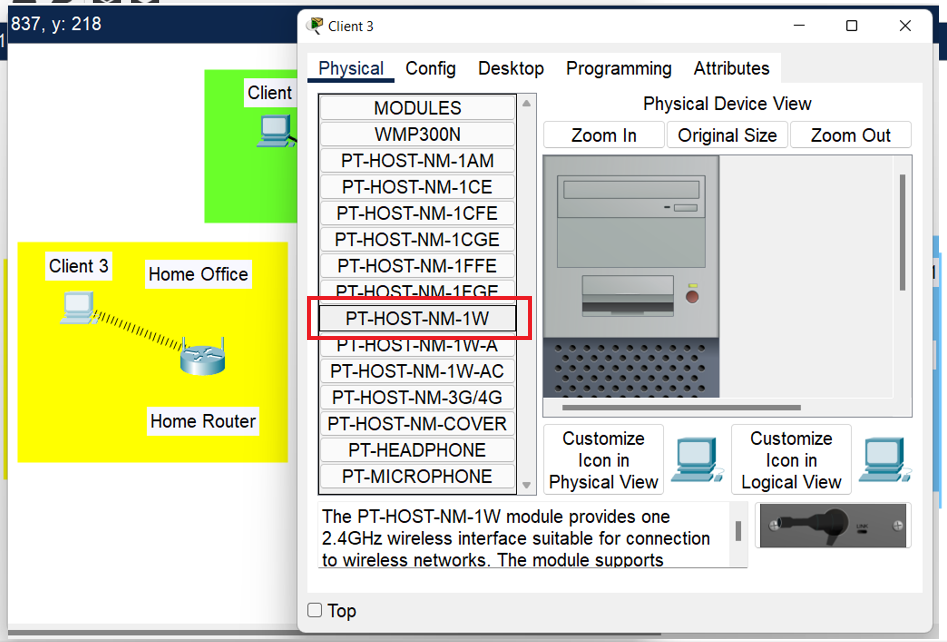 837, y: 218
Client
Client 3
Home Office
Home Router
Client 3
Physical
Config
Desktop
Programming
Attributes
MODULES
WMP300N
PT-HOST-NM-1AM
PT-HOST-NM-1CE
PT-HOST-NM-1CFE
PT-HOST-NM-1CGE
PT-HOST-NM-1FFE
PT-HOST-NM-1FGE
PT-HOST-NM-1W
PT-HOST-NM-1W-A
PT-HOST-NM-1W-AC
PT-HOST-NM-3G/4G
PT-HOST-NM-COVER
PT-HEADPHONE
PT-MICROPHONE
Physical Device View
Zoom In
Original Size
Zoom Out
Customize
Icon in
Physical View
Customize
Icon in
Logical View
The PT-HOST-NM-1W module provides one
2.4GHz wireless interface suitable for connection
to wireless networks. The module supports
LINK
Top